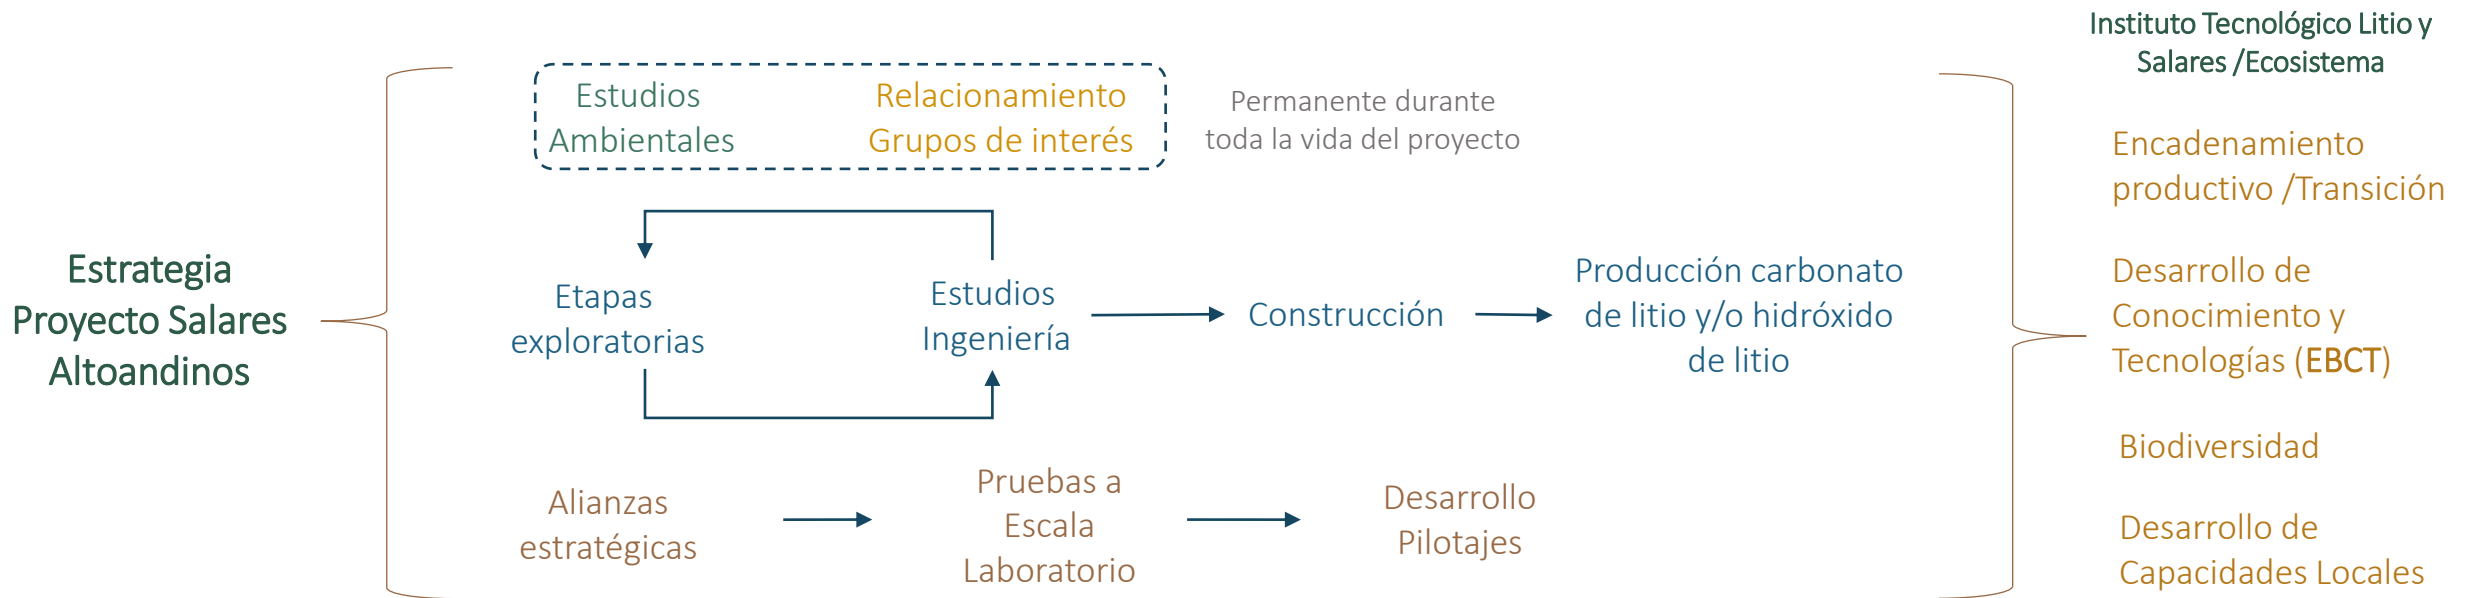 Estrategia
Proyecto Salares
Altoandinos
Estudios
Ambientales
Relacionamiento
Grupos de interés
Permanente durante
toda la vida del proyecto
Etapas
exploratorias
Estudios
Ingeniería
Construcción
Producción carbonato
de litio y/o hidróxido
de litio
Alianzas
estratégicas
Pruebas a
Escala
Laboratorio
Desarrollo
Pilotajes
Instituto Tecnológico Litio y
Salares /Ecosistema
Encadenamiento
productivo /Transición
Desarrollo de
Conocimiento y
Tecnologías (EBCT)
Biodiversidad
Desarrollo de
Capacidades Locales